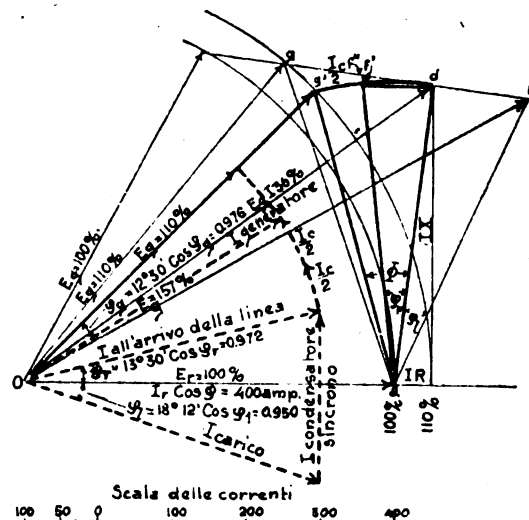 g
g'
I_c/2
F'
d
E_g=100%
E_g=110%
E_g=110%
φ_g=12°30' Cos φ_g=0.976
I generatore
E=157%
I_c/2
I_c/2
I all'arrivo della linea
φ_r=13°30' Cos φ_r=0.972
E_r=100%
I_r Cos φ=400 amp.
φ_1=18°12' Cos φ_1=0.950
I carico
I condensatore
sincrono
O
IX
IR
100%
110%
Scala delle correnti
100 50 0 100 200 300 400